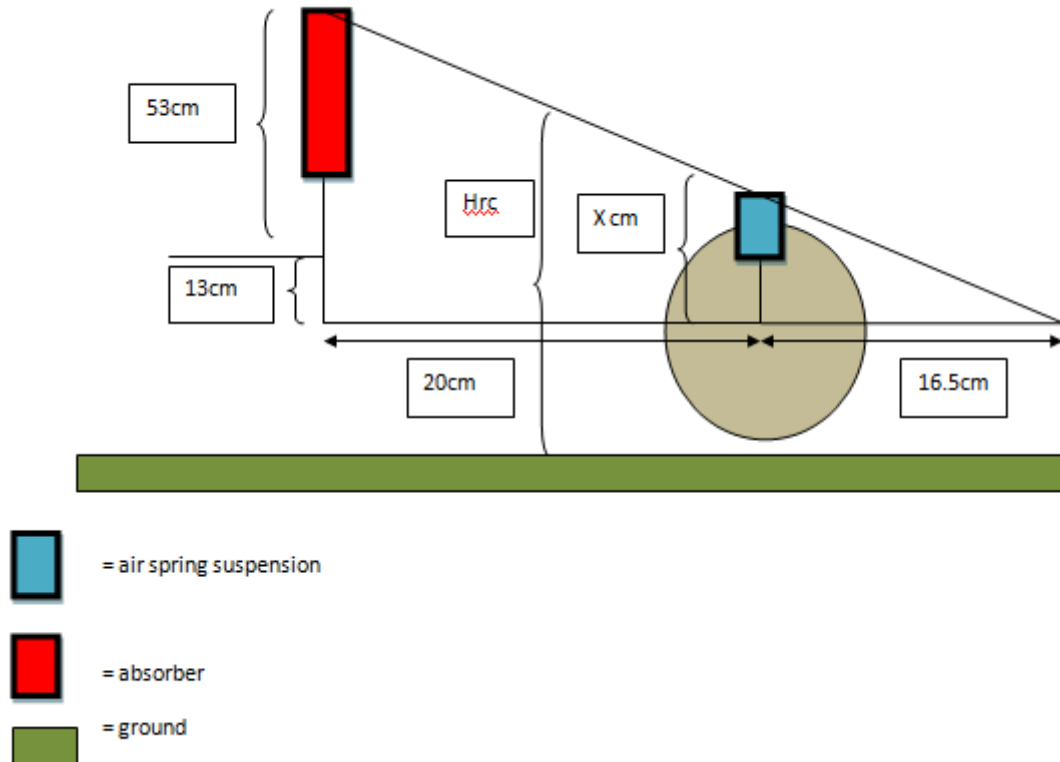 53cm
Hrc
X cm
13cm
20cm
16.5cm
= air spring suspension
= absorber
= ground